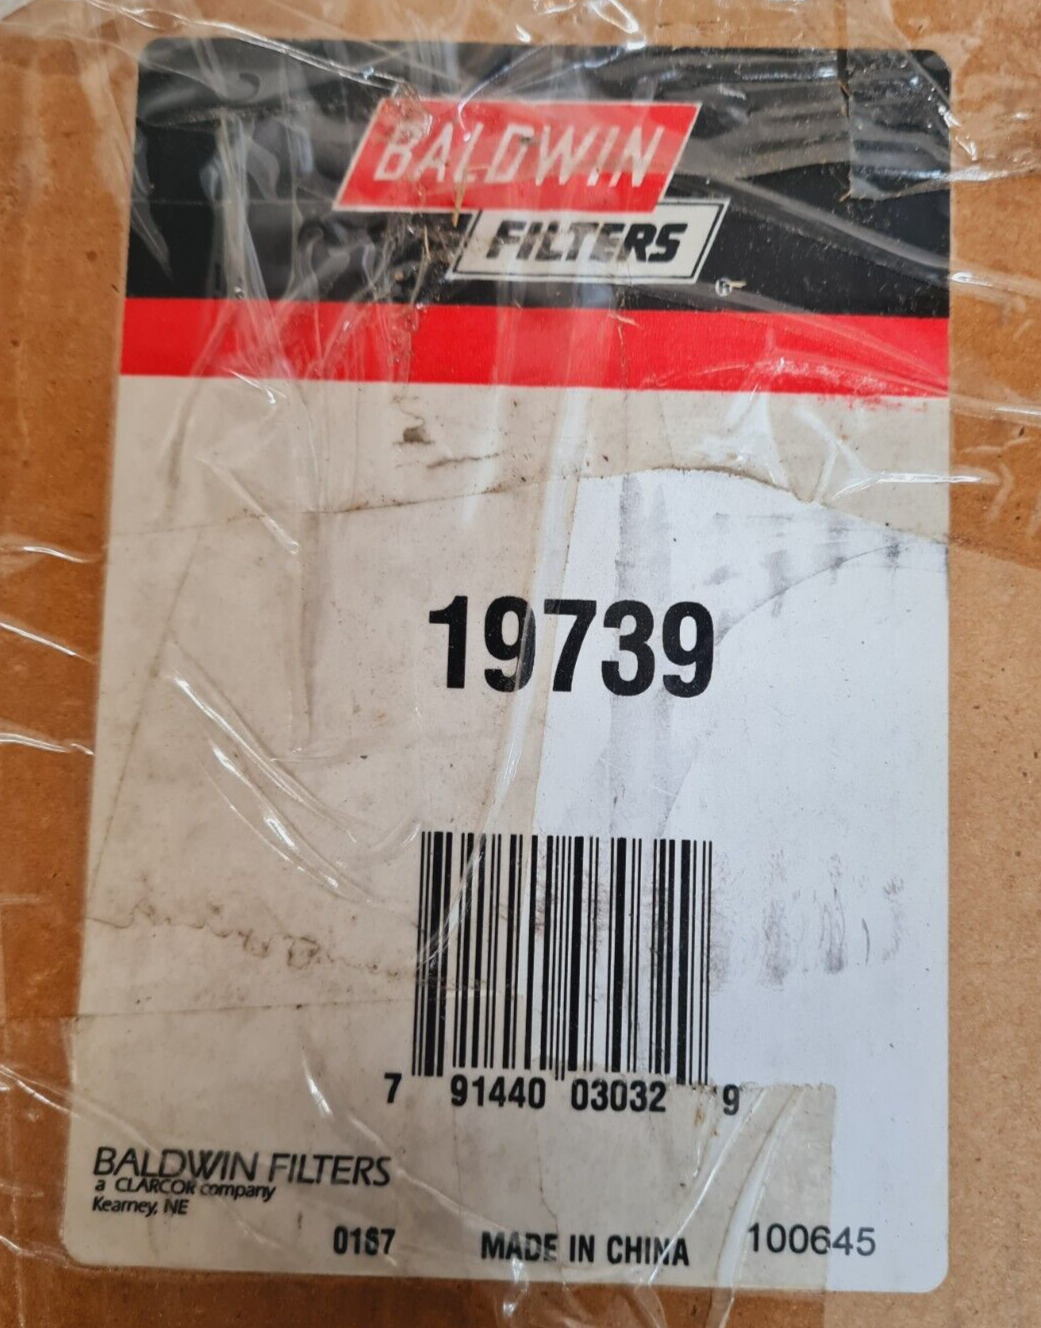 BALDWIN
FILTERS
19739
7 91440 03032 9
BALDWIN FILTERS
a CLARCOR company
Kearney, NE
0187 MADE IN CHINA 100645